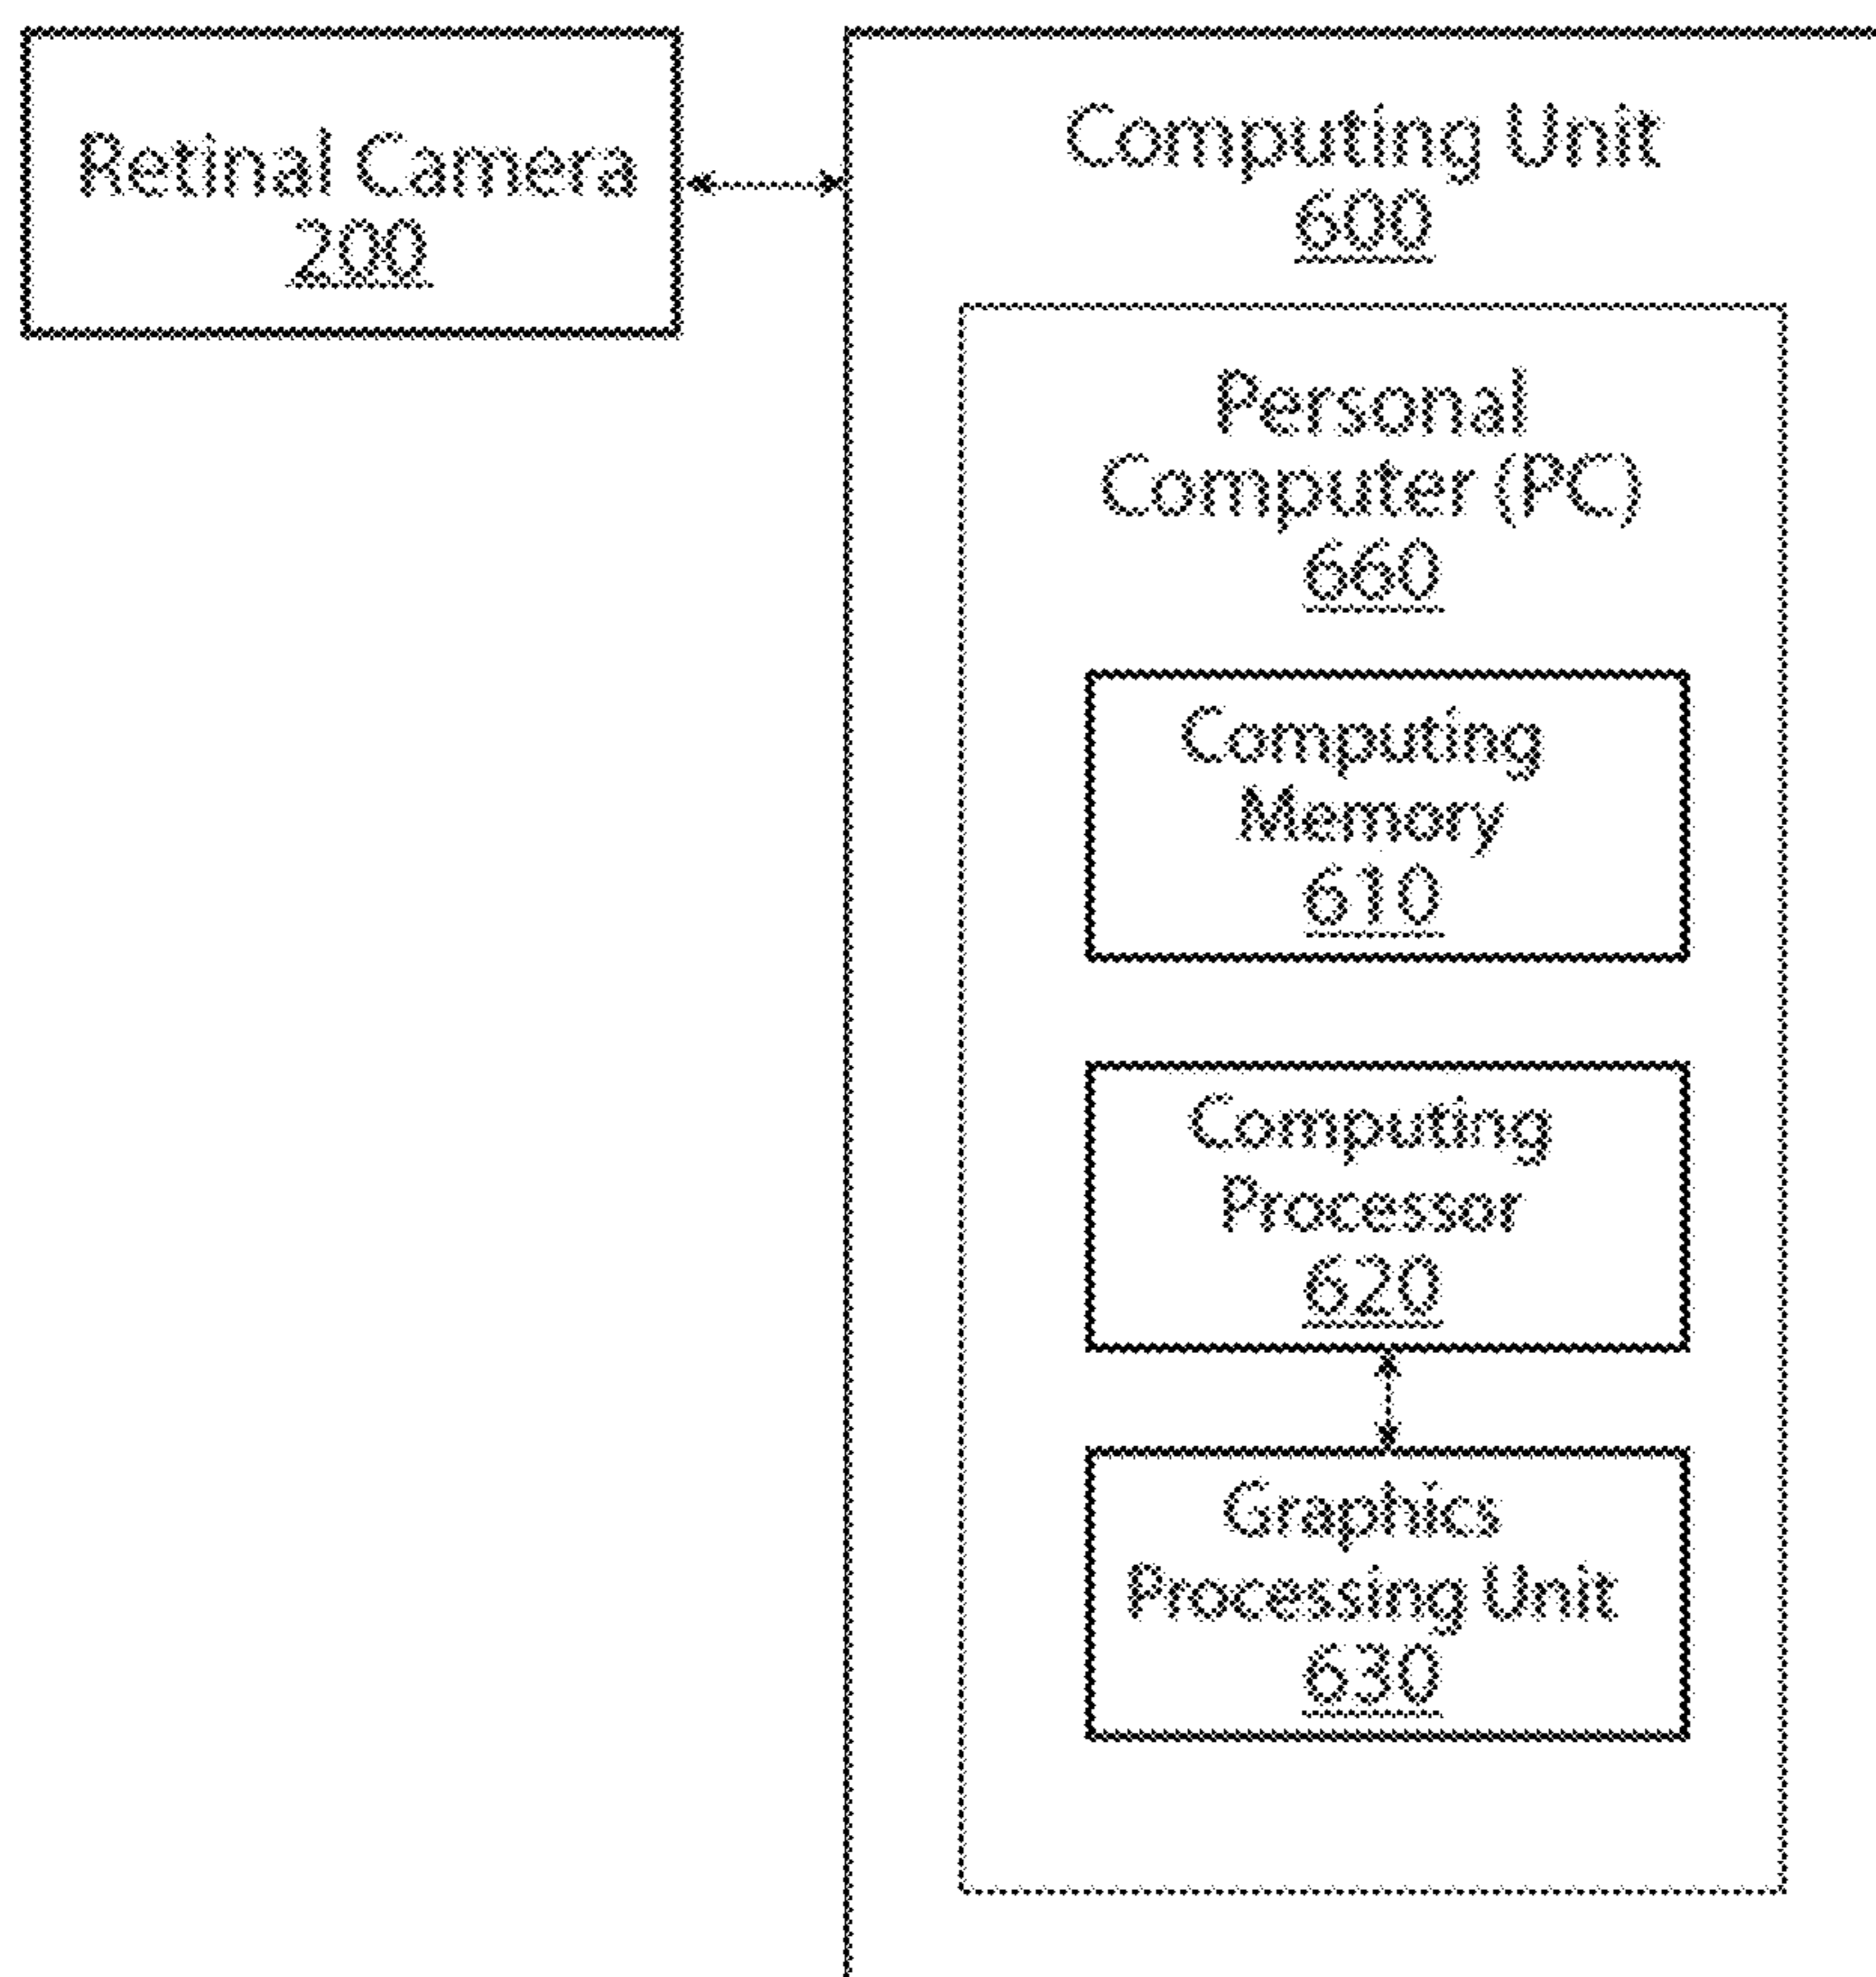 Retinal Camera
200
Computing Unit
600
Personal
Computer (PC)
660
Computing
Memory
610
Computing
Processor
620
Graphics
Processing Unit
630